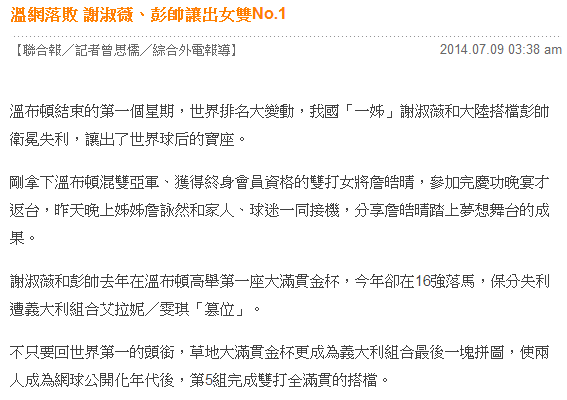 溫網落敗 謝淑薇、彭帥讓出女雙No.1
【聯合報╱記者曾思儒／綜合外電報導】 2014.07.09 03:38 am
溫布頓結束的第一個星期，世界排名大變動，我國「一姊」謝淑薇和大陸搭檔彭帥
衛冕失利，讓出了世界球后的寶座。
剛拿下溫布頓混雙亞軍、獲得終身會員資格的雙打女將詹皓晴，參加完慶功晚宴才
返台，昨天晚上姊姊詹詠然和家人、球迷一同接機，分享詹皓晴踏上夢想舞台的成
果。
謝淑薇和彭帥去年在溫布頓高舉第一座大滿貫金杯，今年卻在16強落馬，保分失利
遭義大利組合艾拉妮／雯琪「篡位」。
不只要回世界第一的頭銜，草地大滿貫金杯更成為義大利組合最後一塊拼圖，使兩
人成為網球公開化年代後，第5組完成雙打全滿貫的搭檔。